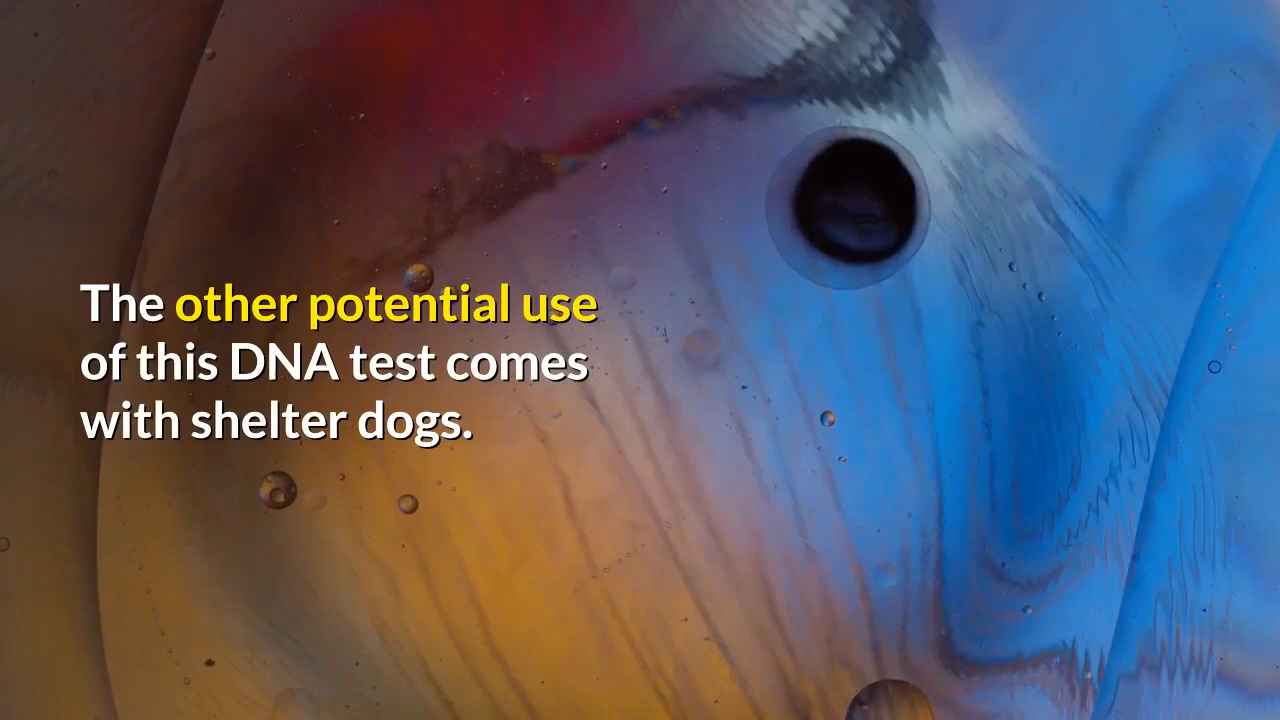 The other potential use
of this DNA test comes
with shelter dogs.